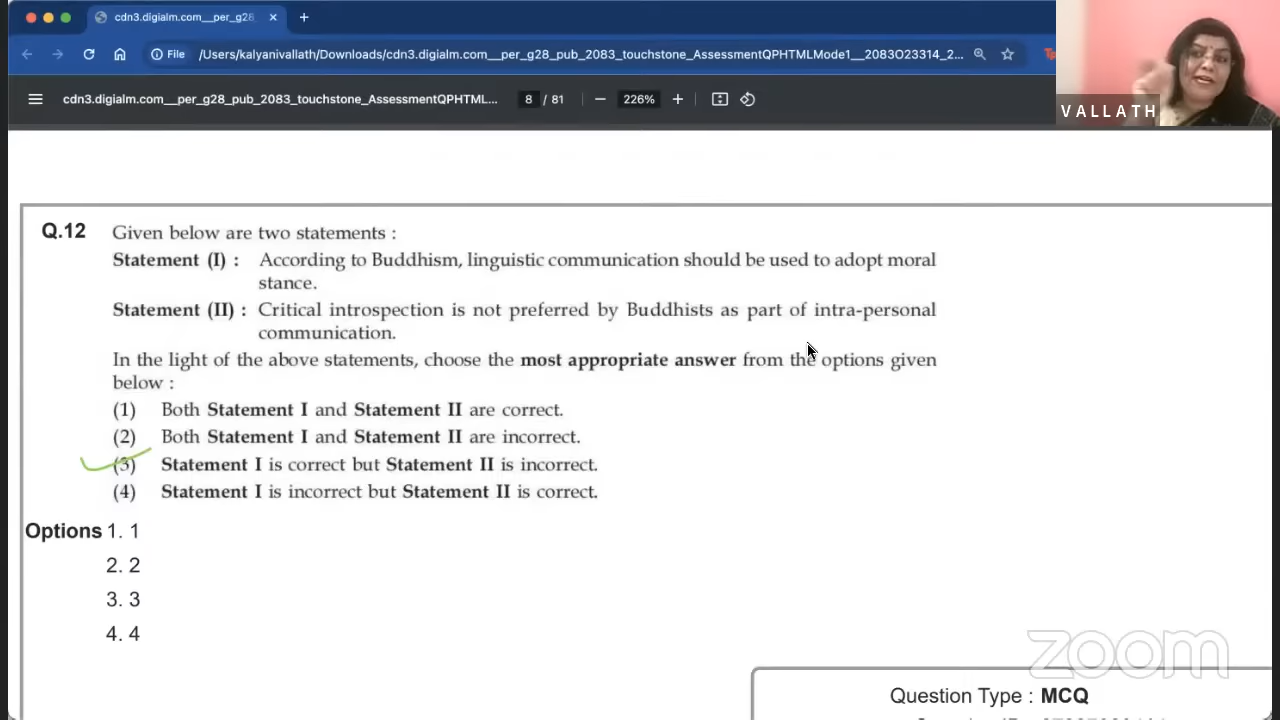 cdn3.digialm.com__per_g28
File /Users/kalyanivallath/Downloads/cdn3.digialm.com__per_g28_pub_2083_touchstone_AssessmentQPHTMLMode1__2083O23314_2...
cdn3.digialm.com__per_g28_pub_2083_touchstone_AssessmentQPHTML... 8 / 81 226%
VALLATH
Q.12 Given below are two statements :
Statement (I) : According to Buddhism, linguistic communication should be used to adopt moral
stance.
Statement (II) : Critical introspection is not preferred by Buddhists as part of intra-personal
communication.
In the light of the above statements, choose the most appropriate answer from the options given
below :
(1) Both Statement I and Statement II are correct.
(2) Both Statement I and Statement II are incorrect.
(3) Statement I is correct but Statement II is incorrect.
(4) Statement I is incorrect but Statement II is correct.
Options 1. 1
2. 2
3. 3
4. 4
zoom
Question Type : MCQ